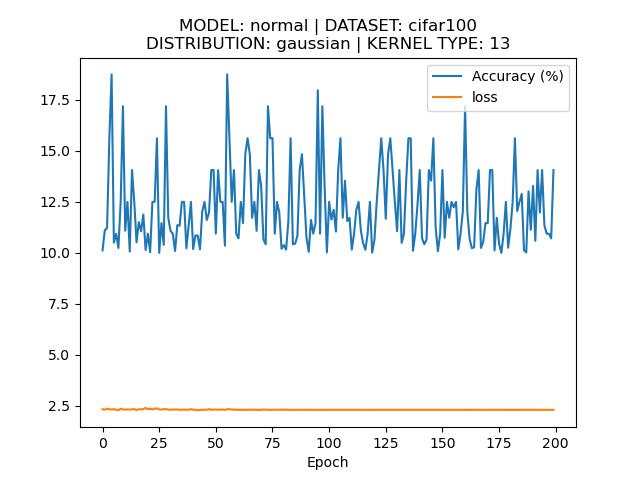 MODEL: normal | DATASET: cifar100
DISTRIBUTION: gaussian | KERNEL TYPE: 13
Accuracy (%)
loss
17.5
15.0
12.5
10.0
7.5
5.0
2.5
0 25 50 75 100 125 150 175 200
Epoch